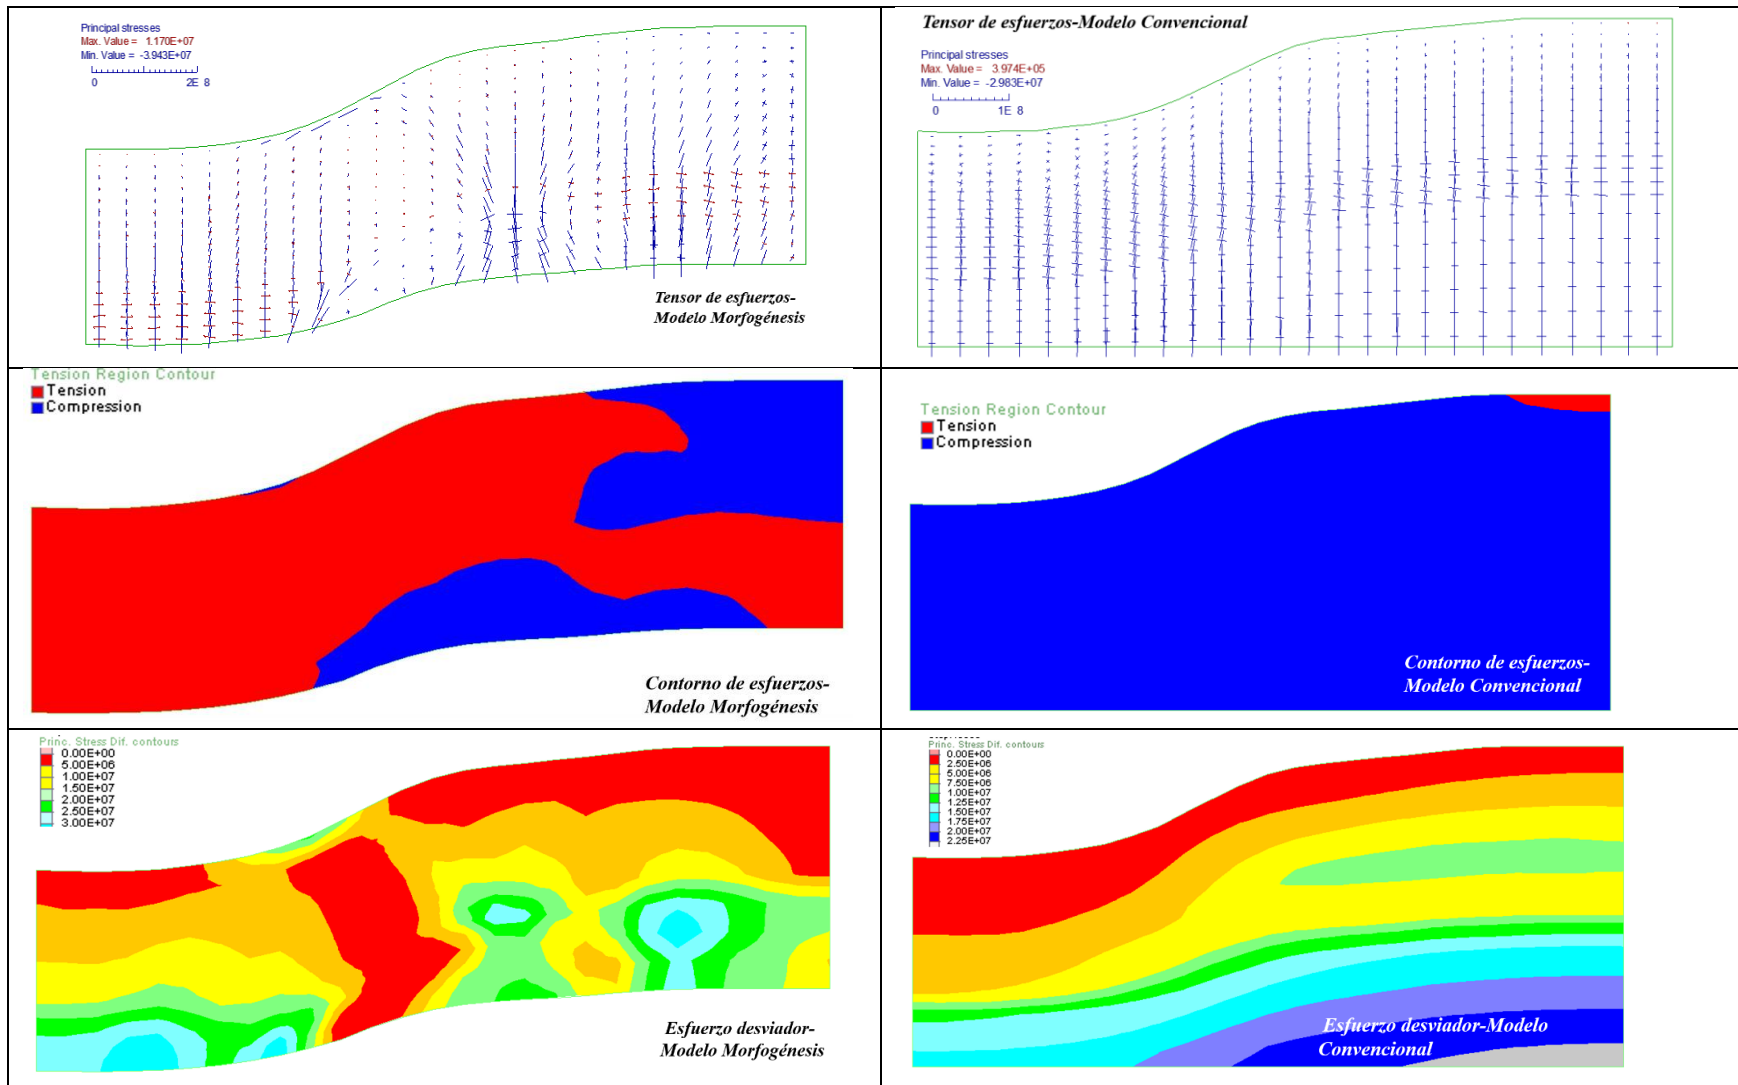 Principal stresses
Max. Value = 1.170E+07
Min. Value = -3.943E+07
0 2E 8
Tensor de esfuerzos-
Modelo Morfogénesis
Tensor de esfuerzos-Modelo Convencional
Principal stresses
Max. Value = 3.974E+05
Min. Value = -2.983E+07
0 1E 8
Tension Region Contour
Tension
Compression
Contorno de esfuerzos-
Modelo Morfogénesis
Tension Region Contour
Tension
Compression
Contorno de esfuerzos-
Modelo Convencional
Princ. Stress Dif. contours
0.00E+00
5.00E+06
1.00E+07
1.50E+07
2.00E+07
2.50E+07
3.00E+07
Esfuerzo desviador-
Modelo Morfogénesis
Princ. Stress Dif. contours
0.00E+00
2.50E+06
5.00E+06
7.50E+06
1.00E+07
1.25E+07
1.50E+07
1.75E+07
2.00E+07
2.25E+07
Esfuerzo desviador-Modelo
Convencional